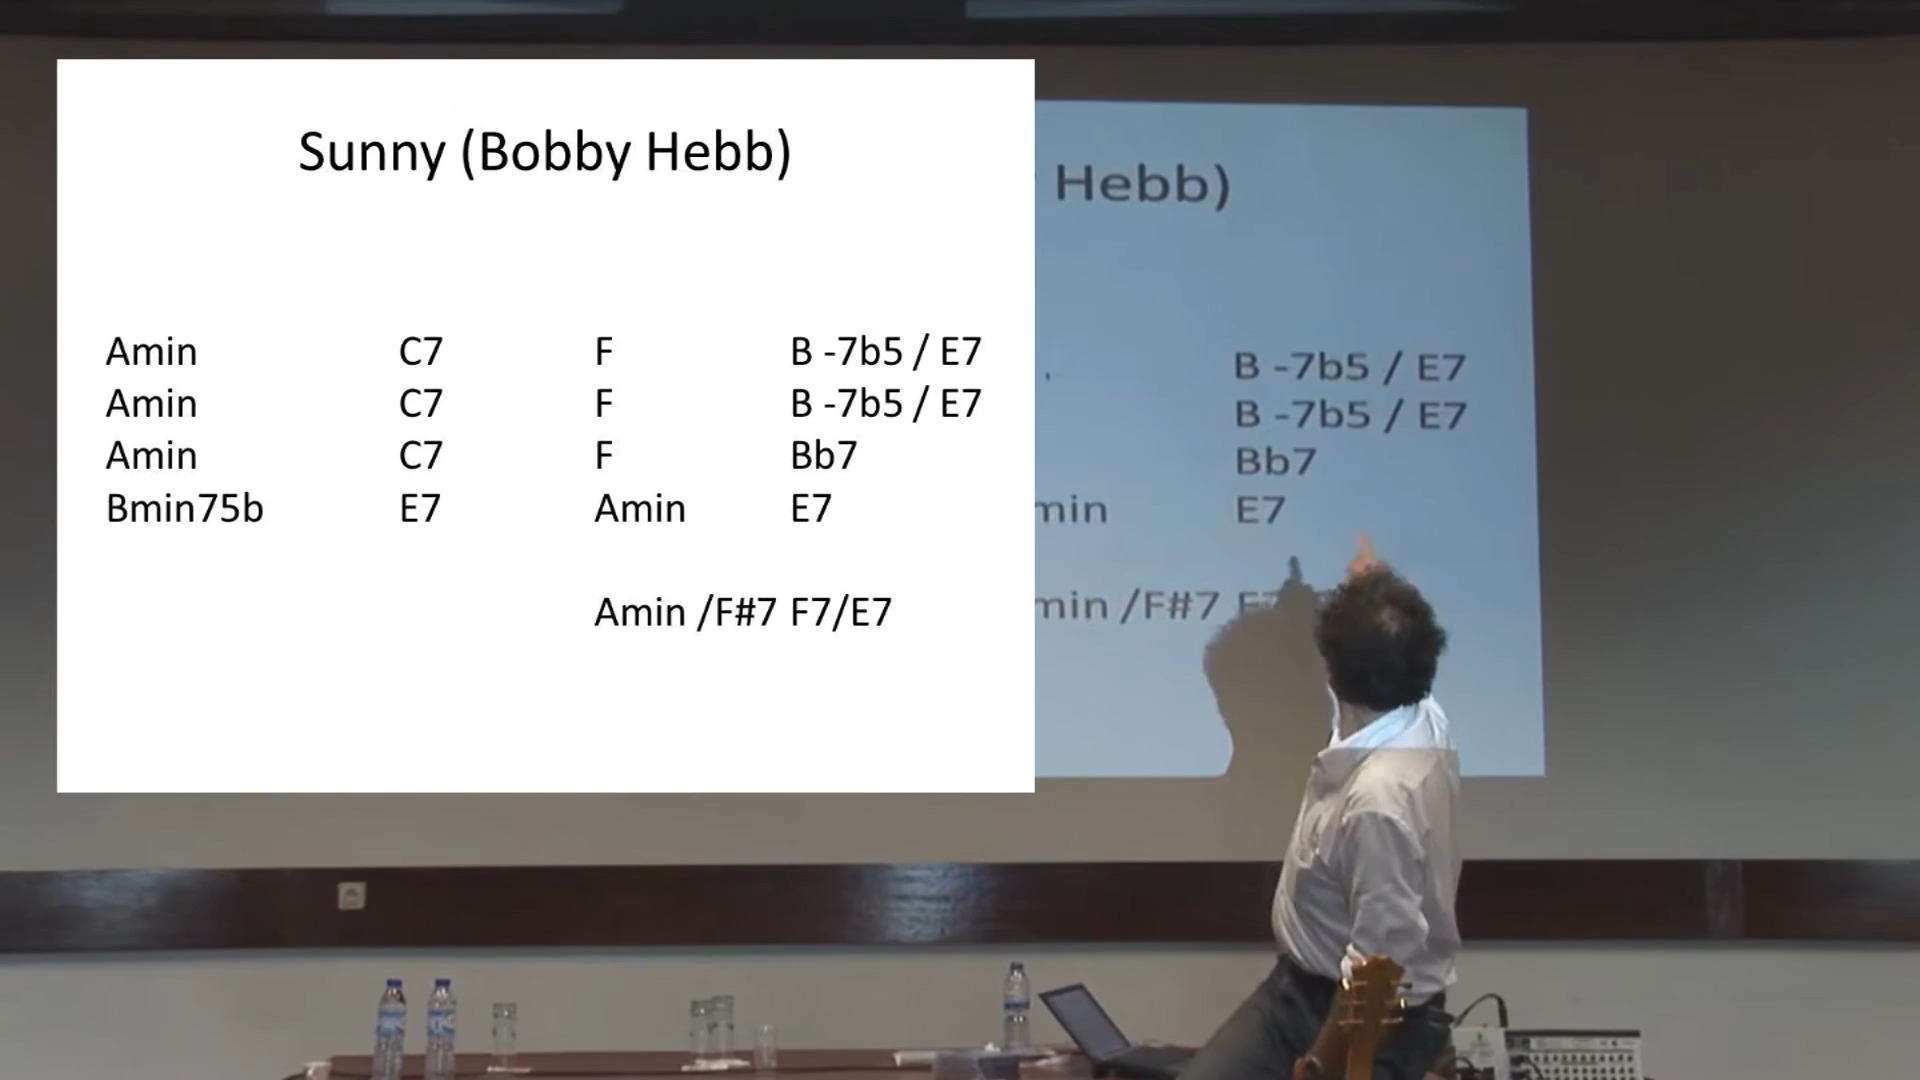 Sunny (Bobby Hebb)
Amin C7 F B -7b5 / E7
Amin C7 F B -7b5 / E7
Amin C7 F Bb7
Bmin75b E7 Amin E7
Amin /F#7 F7/E7
Hebb)
B -7b5 / E7
B -7b5 / E7
Bb7
min E7
min /F#7